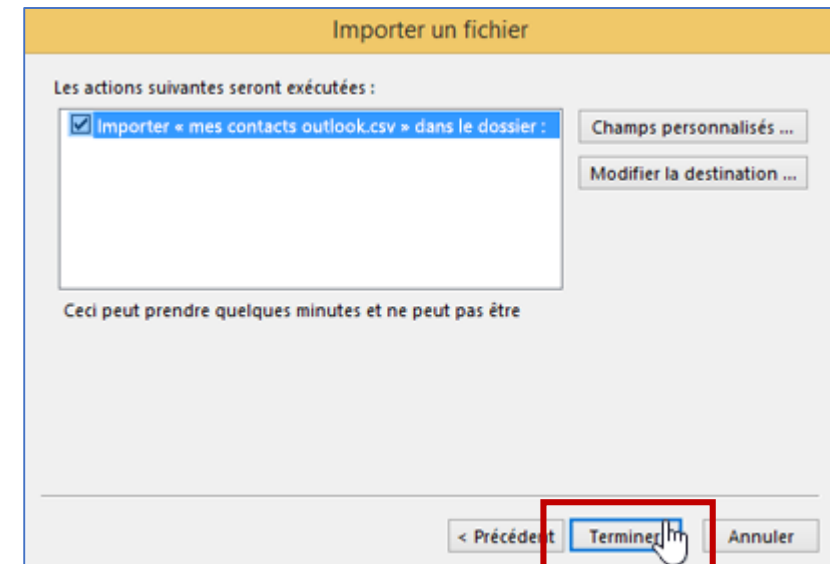 Importer un fichier
Les actions suivantes seront exécutées :
Importer « mes contacts outlook.csv » dans le dossier :
Champs personnalisés ...
Modifier la destination ...
Ceci peut prendre quelques minutes et ne peut pas être
< Précédent Terminer Annuler